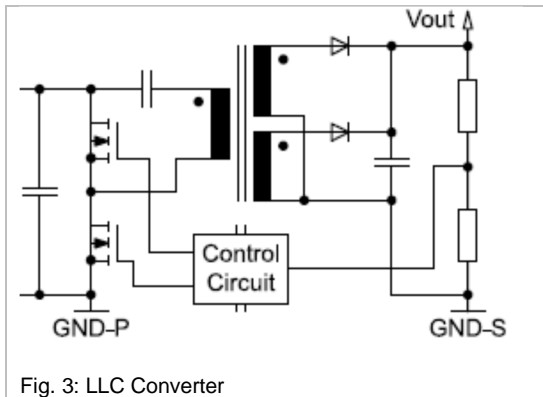 Vout
Control
Circuit
GND-P
GND-S
Fig. 3: LLC Converter